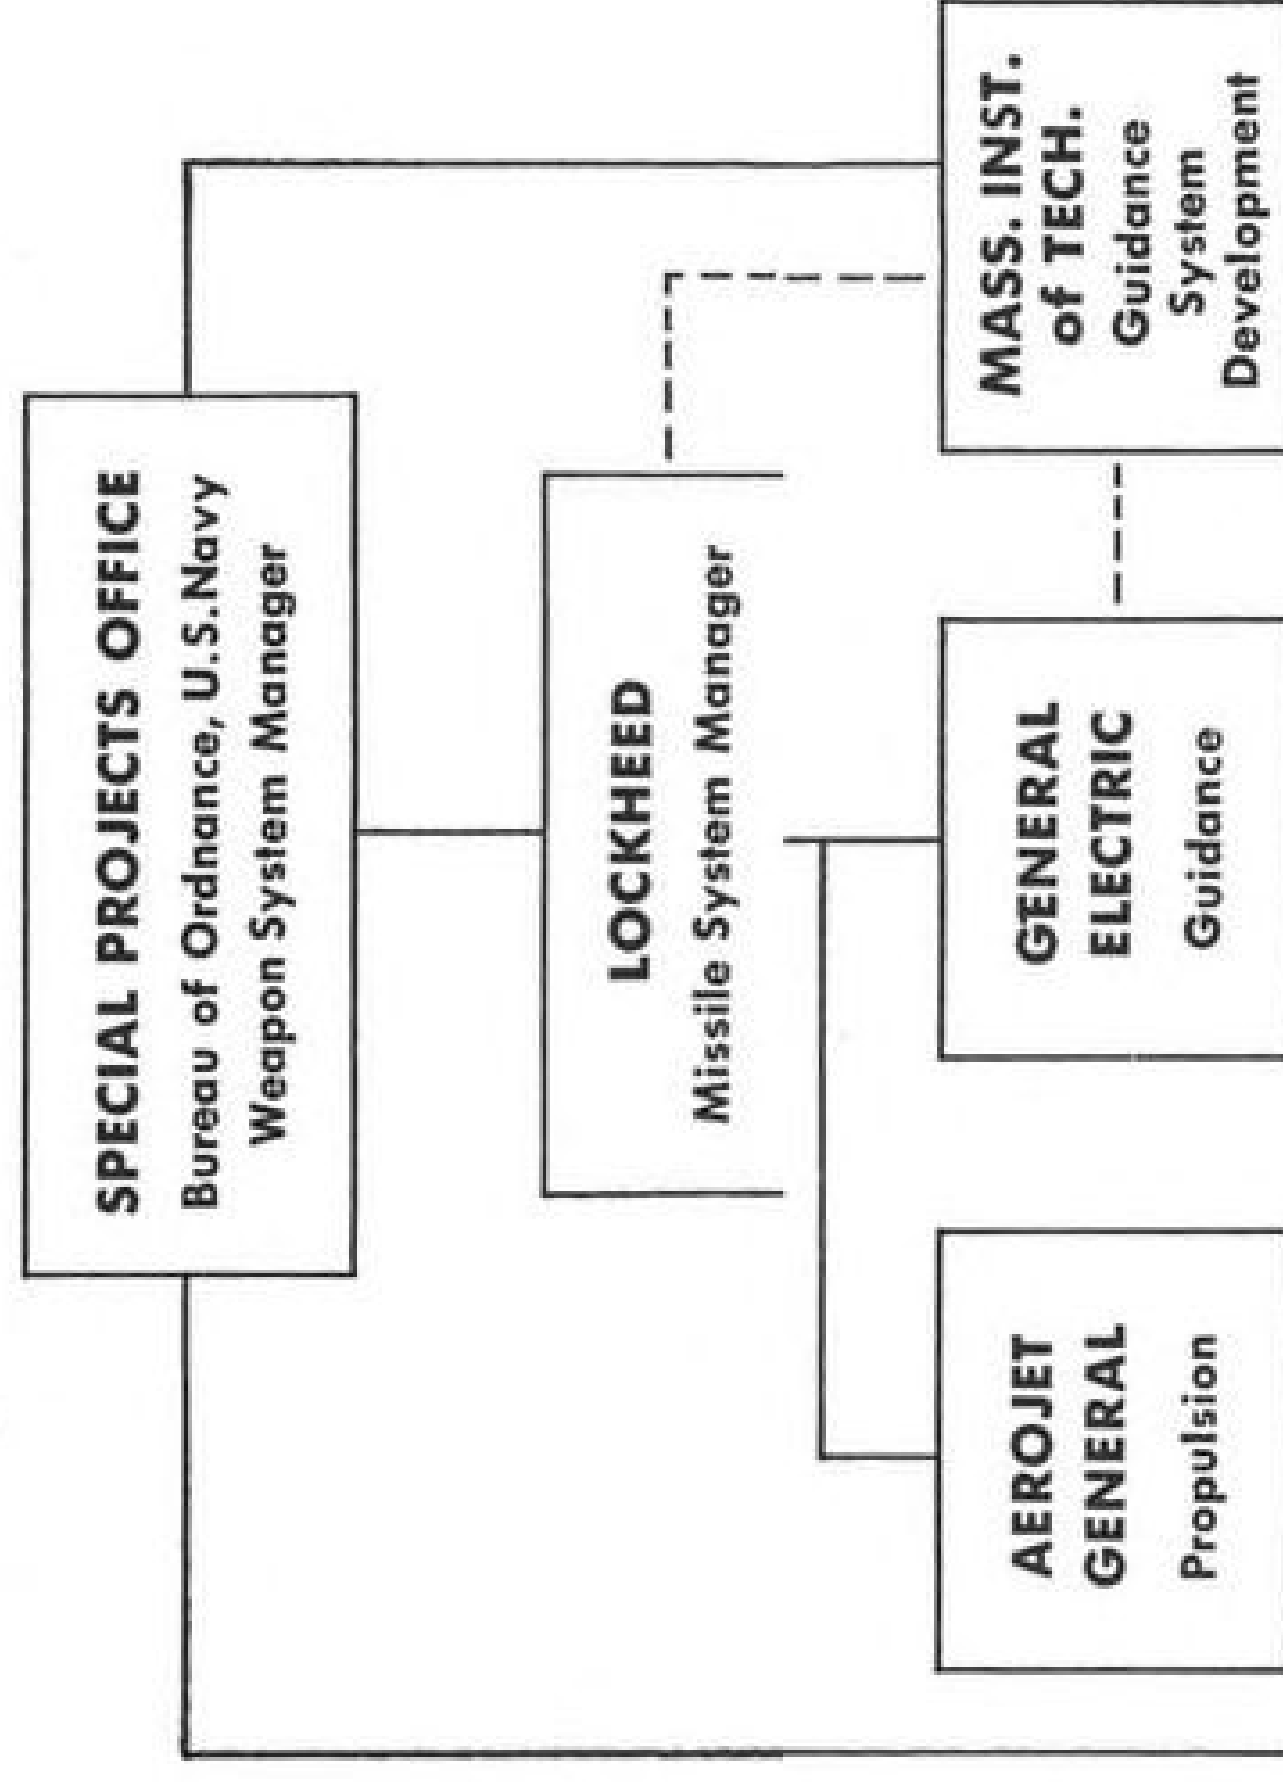 SPECIAL PROJECTS OFFICE
Bureau of Ordnance, U.S.Navy
Weapon System Manager
LOCKHEED
Missile System Manager
AEROJET
GENERAL
Propulsion
GENERAL
ELECTRIC
Guidance
MASS. INST.
of TECH.
Guidance
System
Development